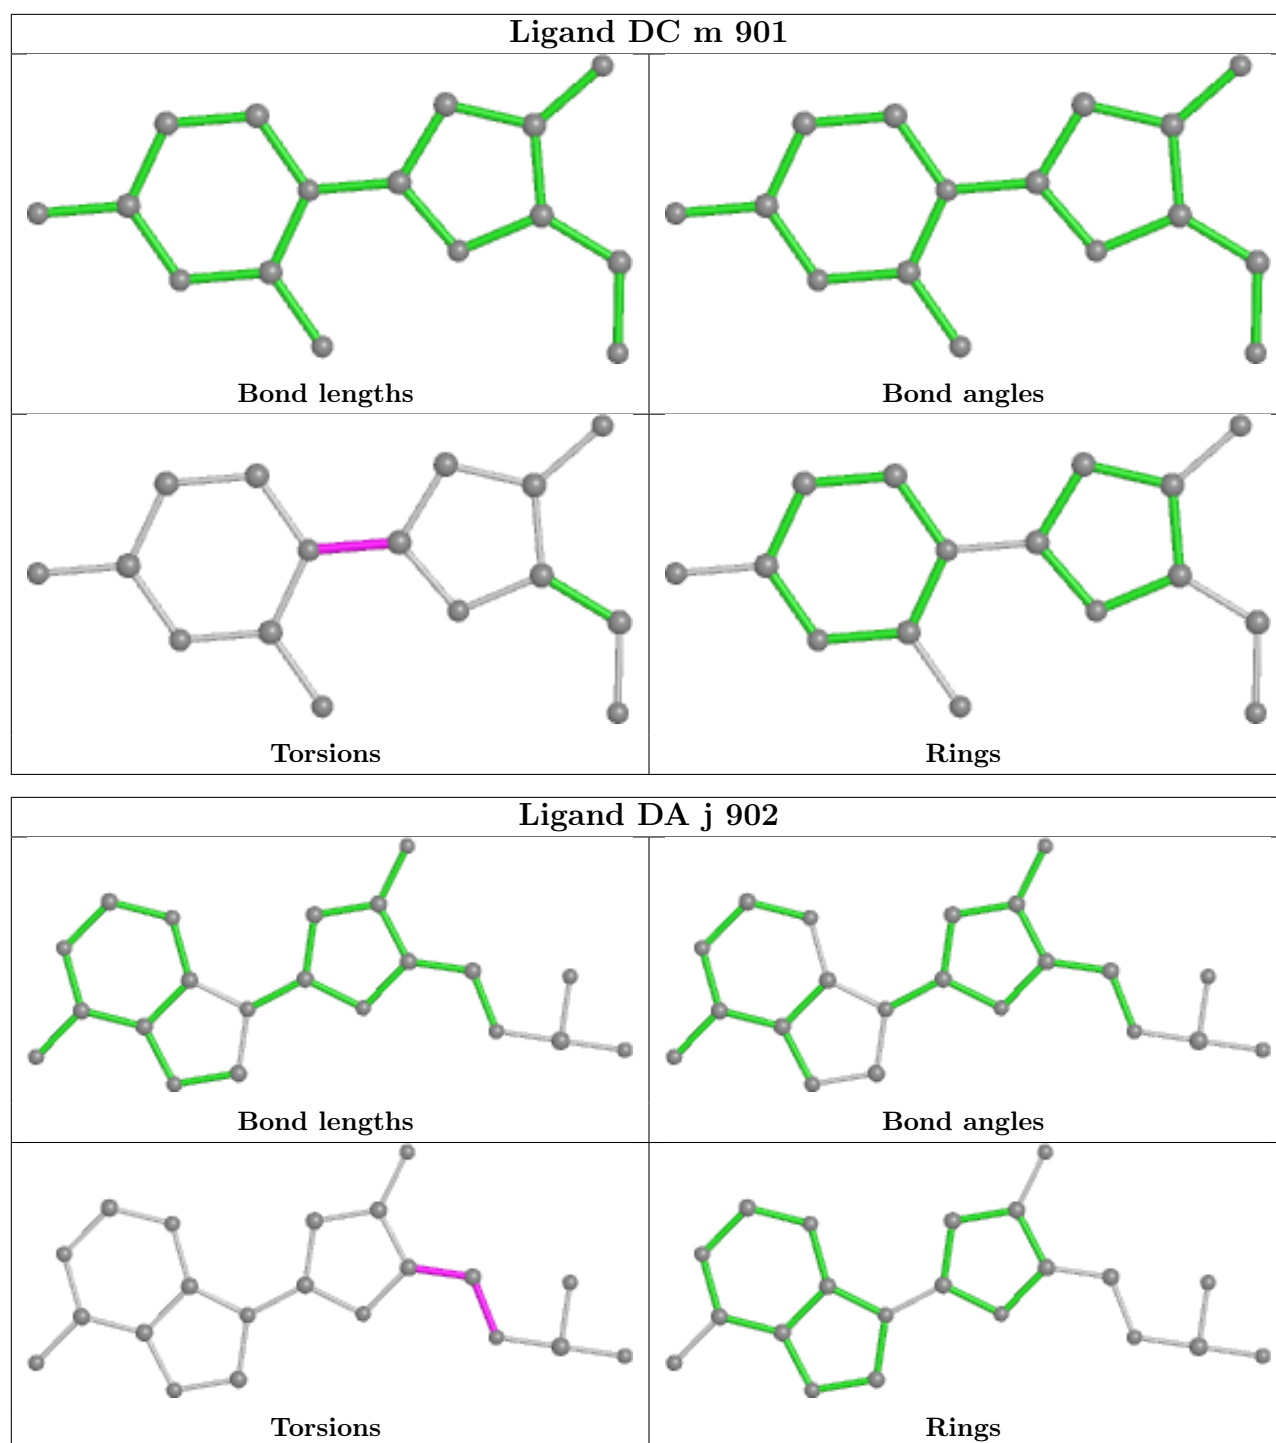 Ligand DC m 901
Bond lengths
Bond angles
Torsions
Rings
Ligand DA j 902
Bond lengths
Bond angles
Torsions
Rings